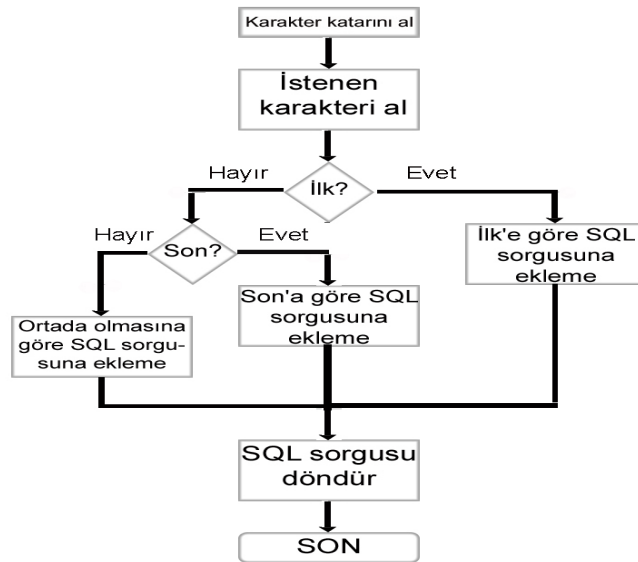 Karakter katarını al
İstenen
karakteri al
Hayır
Evet
İlk?
Hayır
Evet
Son?
İlk'e göre SQL
sorgusuna
ekleme
Son'a göre SQL
sorgusuna
ekleme
Ortada olmasına
göre SQL sorgu-
suna ekleme
SQL sorgusu
döndür
SON